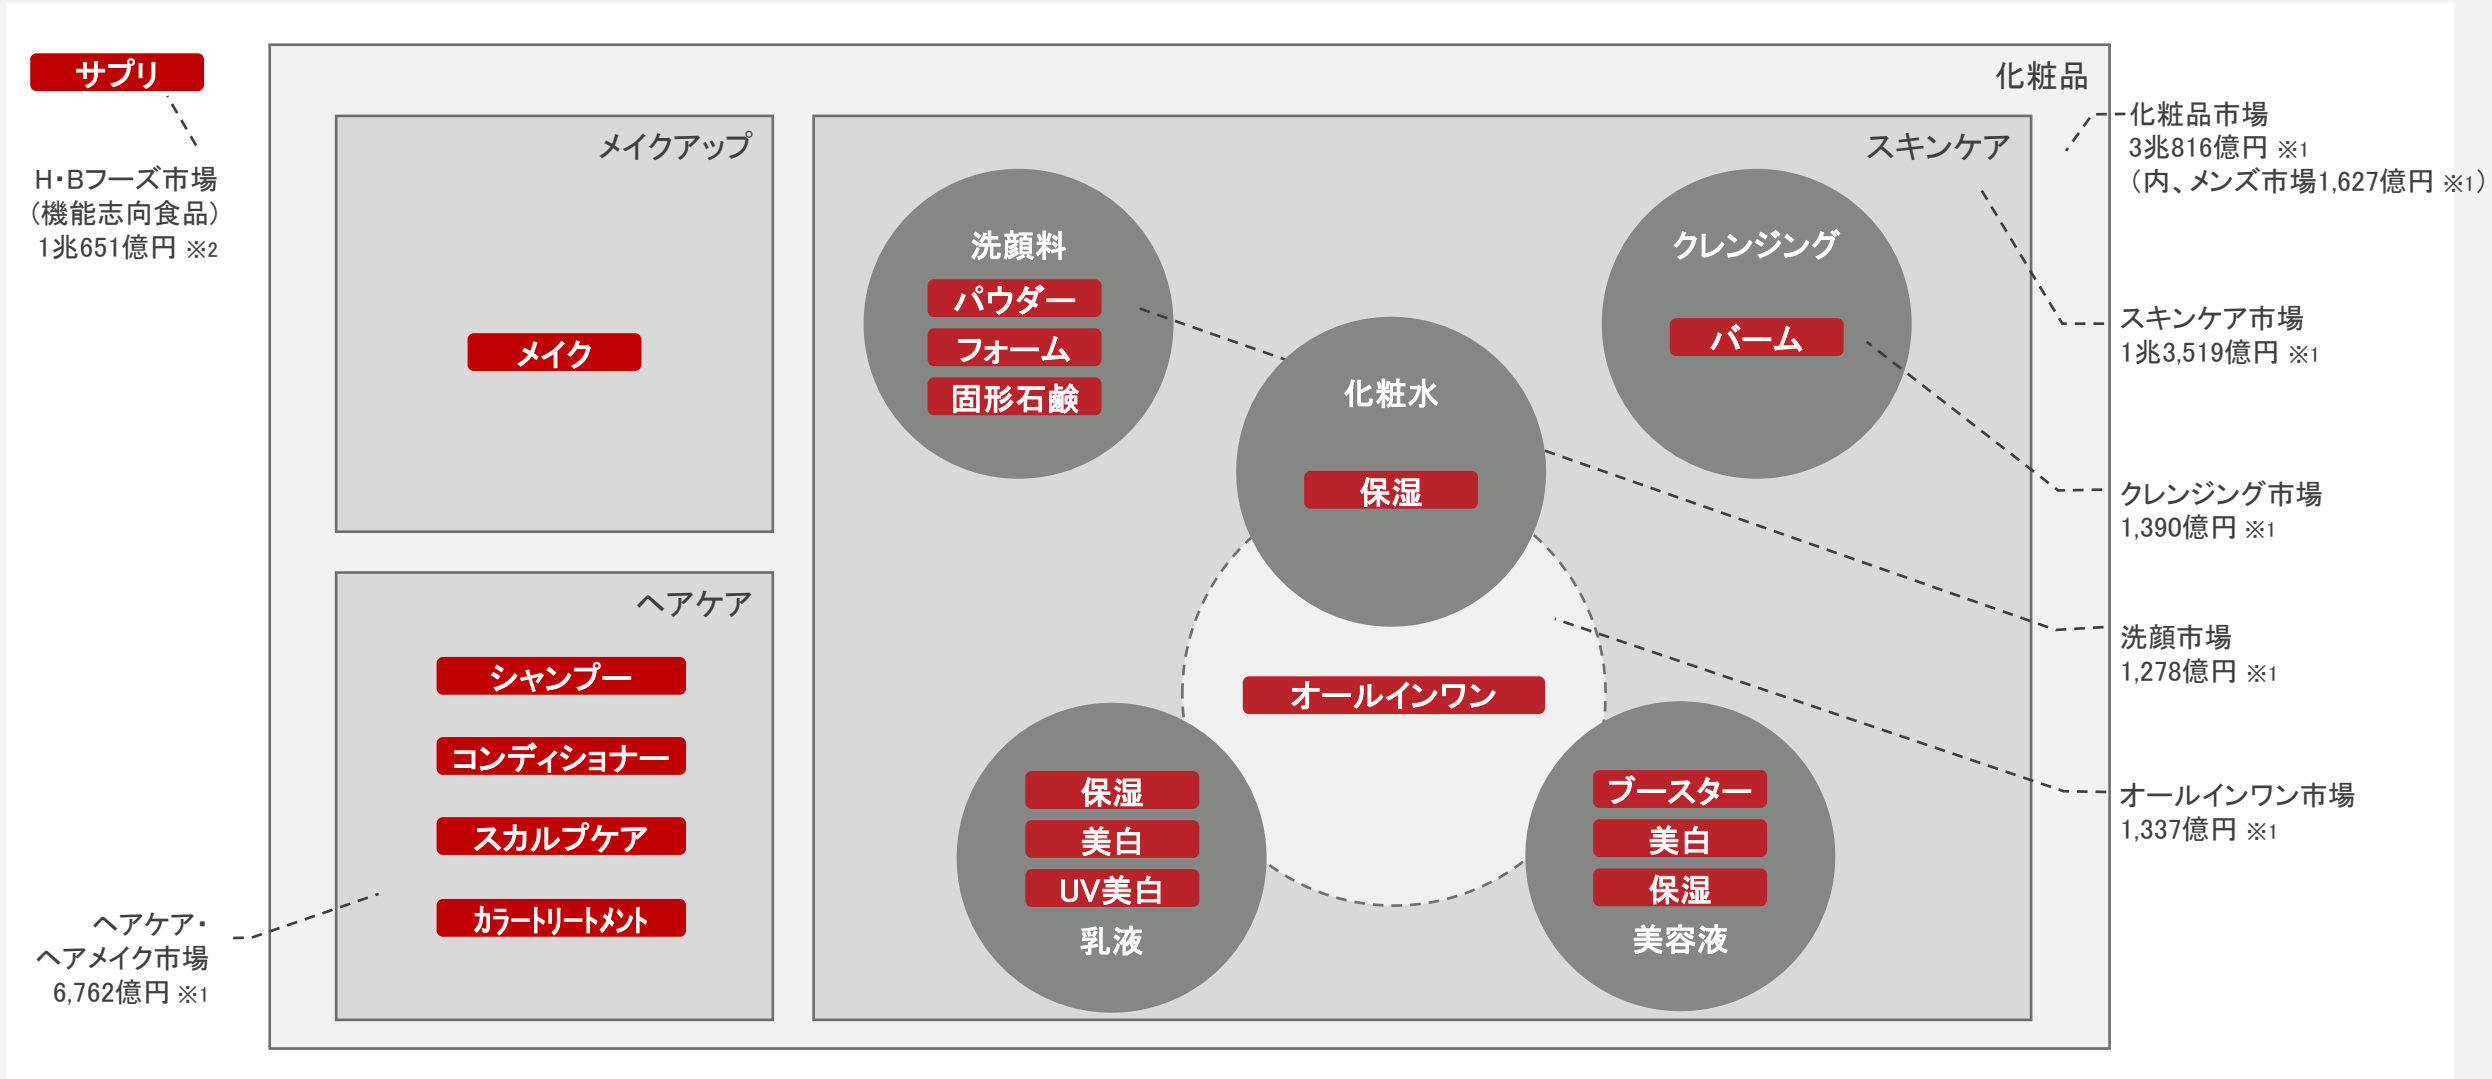 サプリ
H・Bフーズ市場
（機能志向食品）
1兆651億円 ※2
化粧品
メイクアップ
メイク
ヘアケア
シャンプー
コンディショナー
スカルプケア
カラートリートメント
ヘアケア・
ヘアメイク市場
6,762億円 ※1
スキンケア
洗顔料
パウダー
フォーム
固形石鹸
クレンジング
バーム
化粧水
保湿
オールインワン
保湿
美白
UV美白
乳液
ブースター
美白
保湿
美容液
化粧品市場
3兆816億円 ※1
（内、メンズ市場1,627億円 ※1）
スキンケア市場
1兆3,519億円 ※1
クレンジング市場
1,390億円 ※1
洗顔市場
1,278億円 ※1
オールインワン市場
1,337億円 ※1